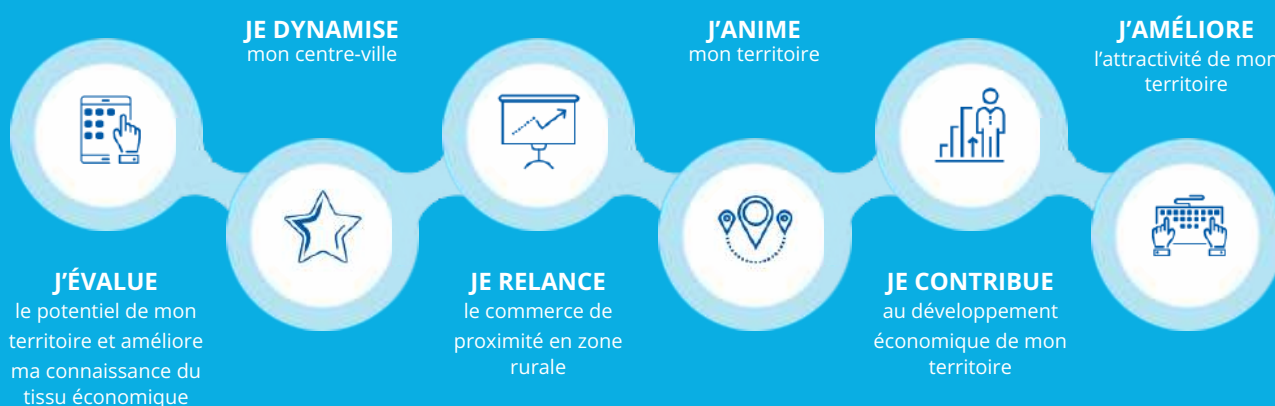 J'ÉVALUE
le potentiel de mon
territoire et améliore
ma connaissance du
tissu économique
JE DYNAMISE
mon centre-ville
JE RELANCE
le commerce de
proximité en zone
rurale
J'ANIME
mon territoire
JE CONTRIBUE
au développement
économique de mon
territoire
J'AMÉLIORE
l'attractivité de mon
territoire